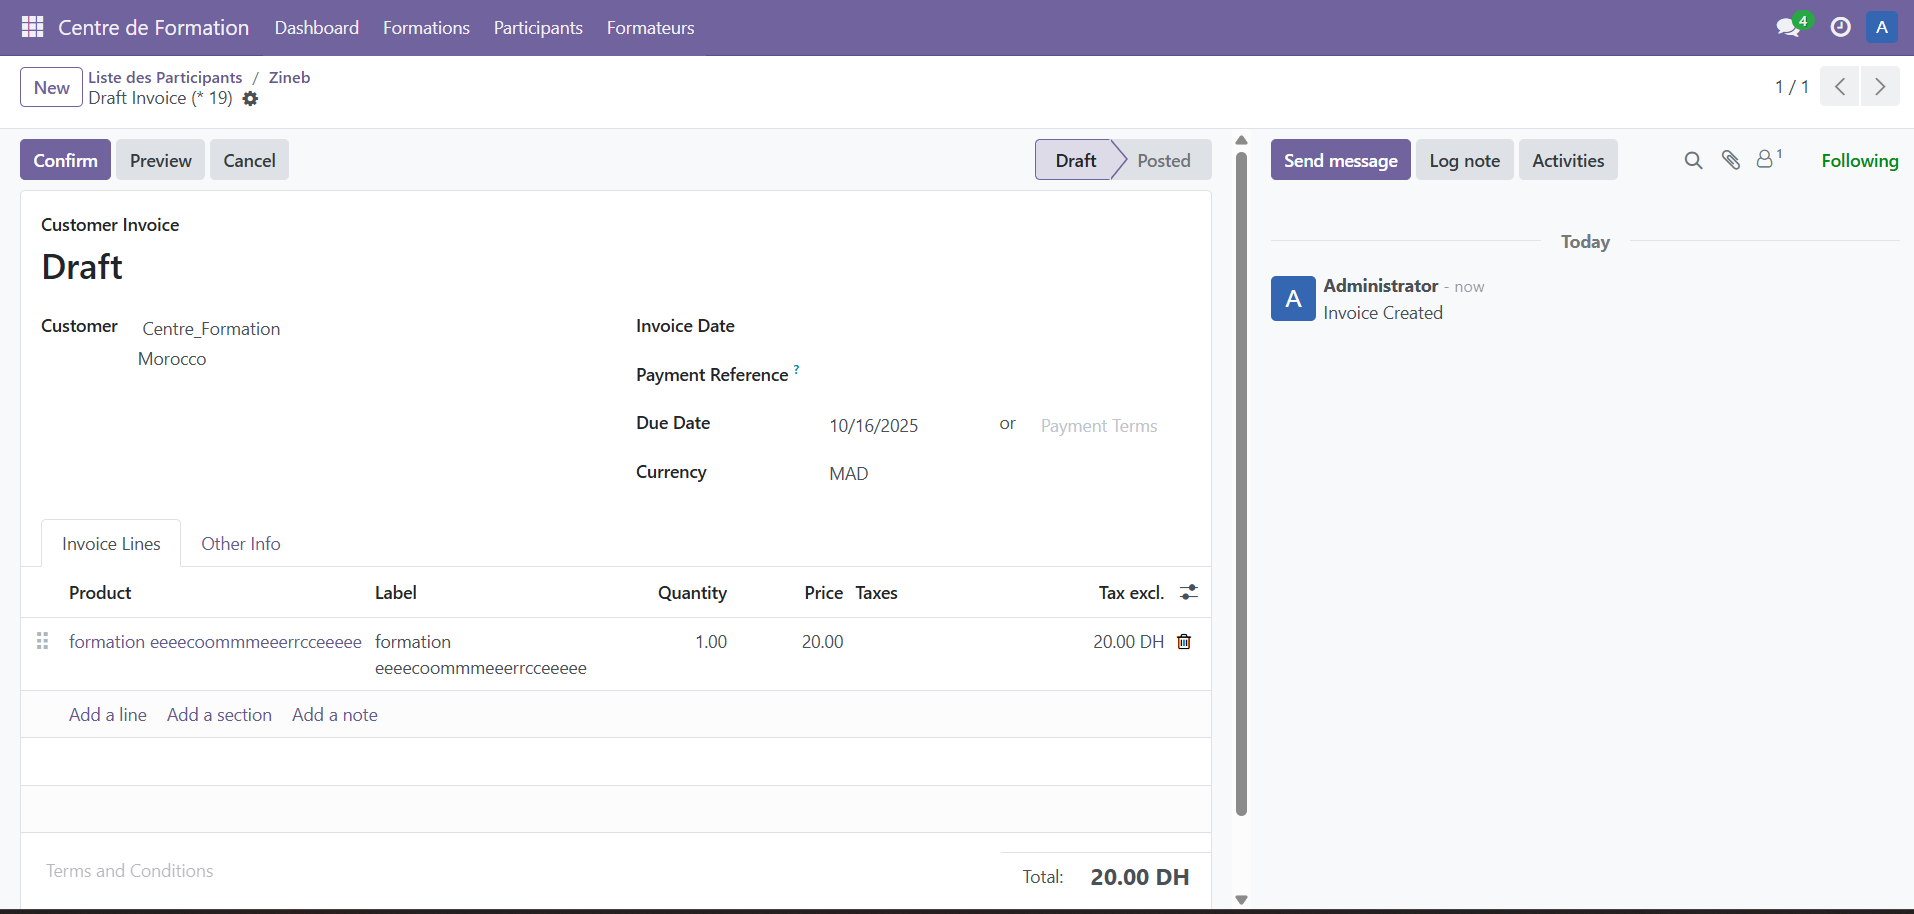 Centre de Formation Dashboard Formations Participants Formateurs 4 A
New Liste des Participants / Zineb
Draft Invoice (* 19)
1 / 1
Confirm Preview Cancel Draft Posted
Send message Log note Activities 1 Following
Customer Invoice
Draft
Customer Centre_Formation
Morocco
Invoice Date
Payment Reference ?
Due Date 10/16/2025 or Payment Terms
Currency MAD
Invoice Lines Other Info
Product Label Quantity Price Taxes Tax excl.
formation eeeecoommmeeerrcceeeee formation 1.00 20.00 20.00 DH
eeeecoommmeeerrcceeeee
Add a line Add a section Add a note
Terms and Conditions
Total: 20.00 DH
Today
A Administrator - now
Invoice Created